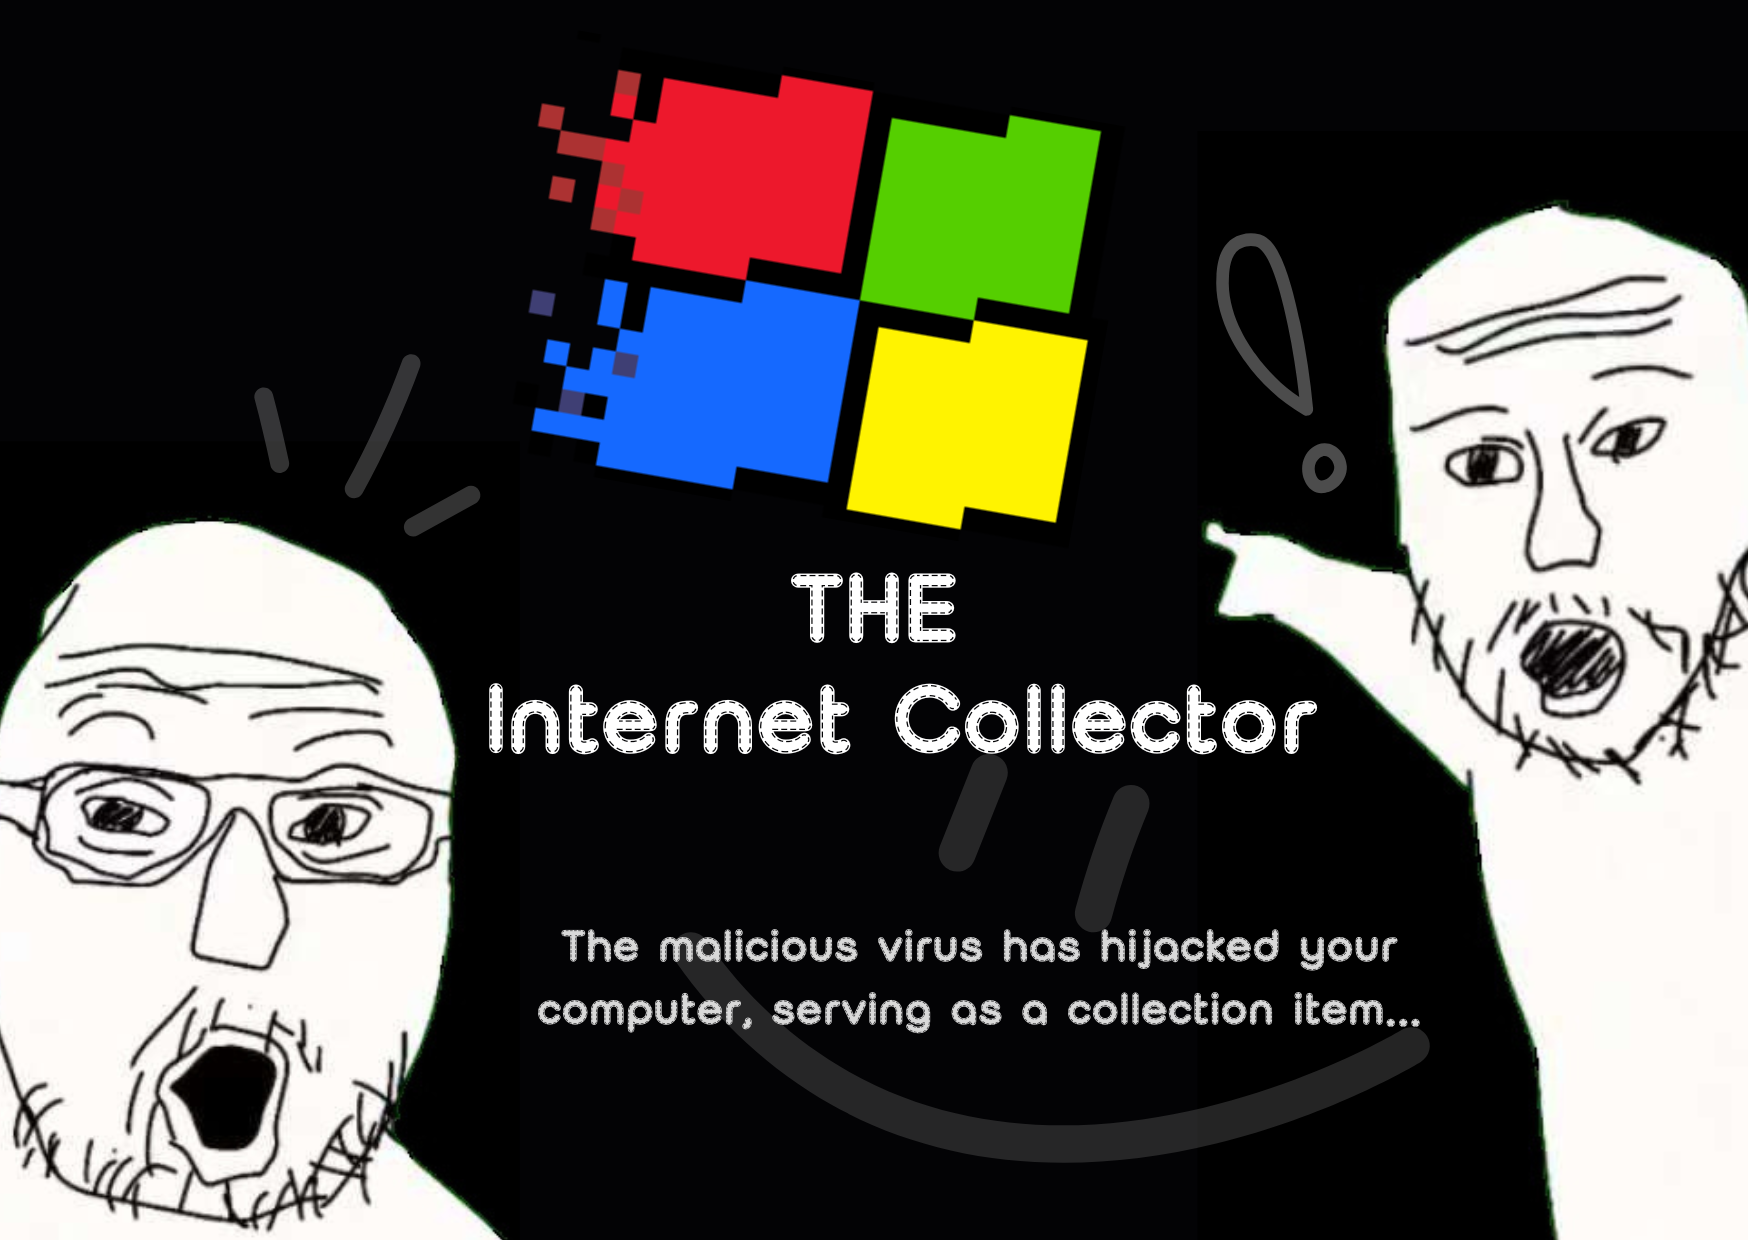 THE
Internet Collector
The malicious virus has hijacked your
computer, serving as a collection item...